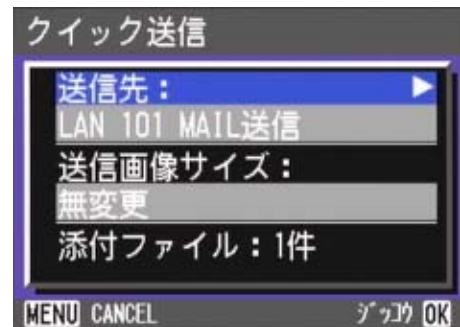 クイック送信
送信先：
LAN 101 MAIL送信
送信画像サイズ：
無変更
添付ファイル：1件
MENU CANCEL ｼﾞｯｺｳ OK